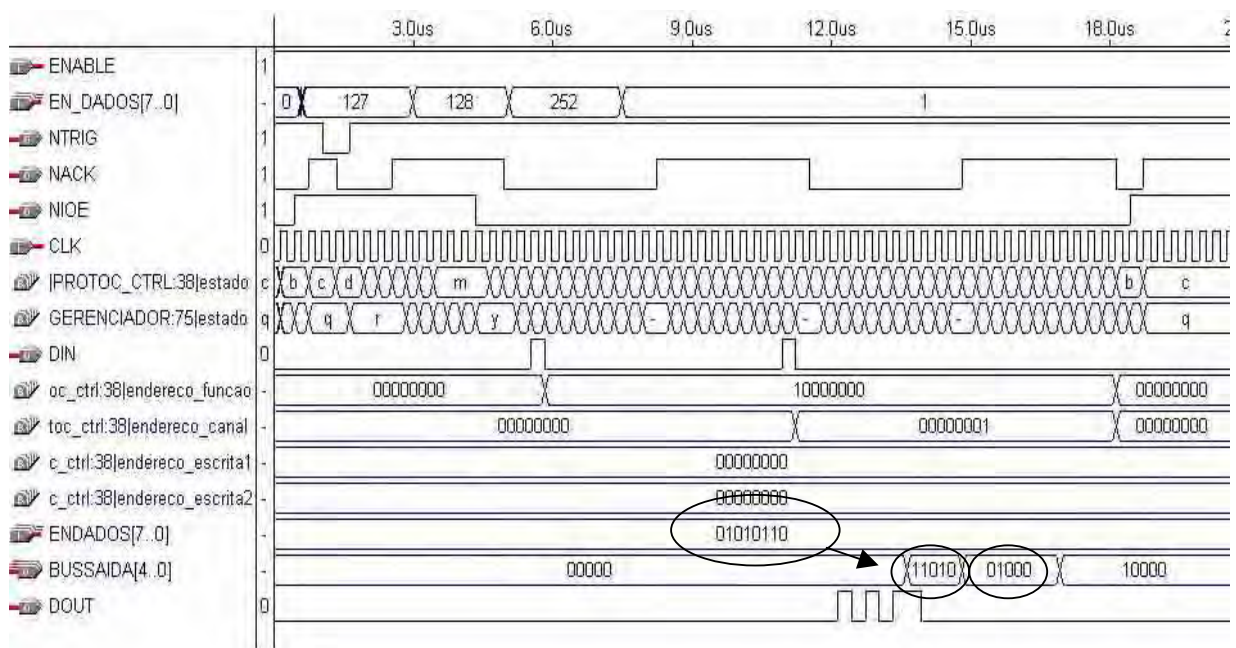 3.0us 6.0us 9.0us 12.0us 15.0us 18.0us 2
ENABLE 1
EN_DADOS[7..0] - 0 127 128 252 1
NTRIG 1
NACK 1
NIOE 1
CLK 0
|PROTOC_CTRL:38|estado c b c d m b c
GERENCIADOR:75|estado q q r y - - - q
DIN 0
oc_ctrl:38|endereco_funcao - 00000000 10000000 00000000
toc_ctrl:38|endereco_canal - 00000000 00000001 00000000
c_ctrl:38|endereco_escrita1 - 00000000
c_ctrl:38|endereco_escrita2 - 00000000
ENDADOS[7..0] - 01010110
BUSSAIDA[4..0] - 00000 11010 01000 10000
DOUT 0